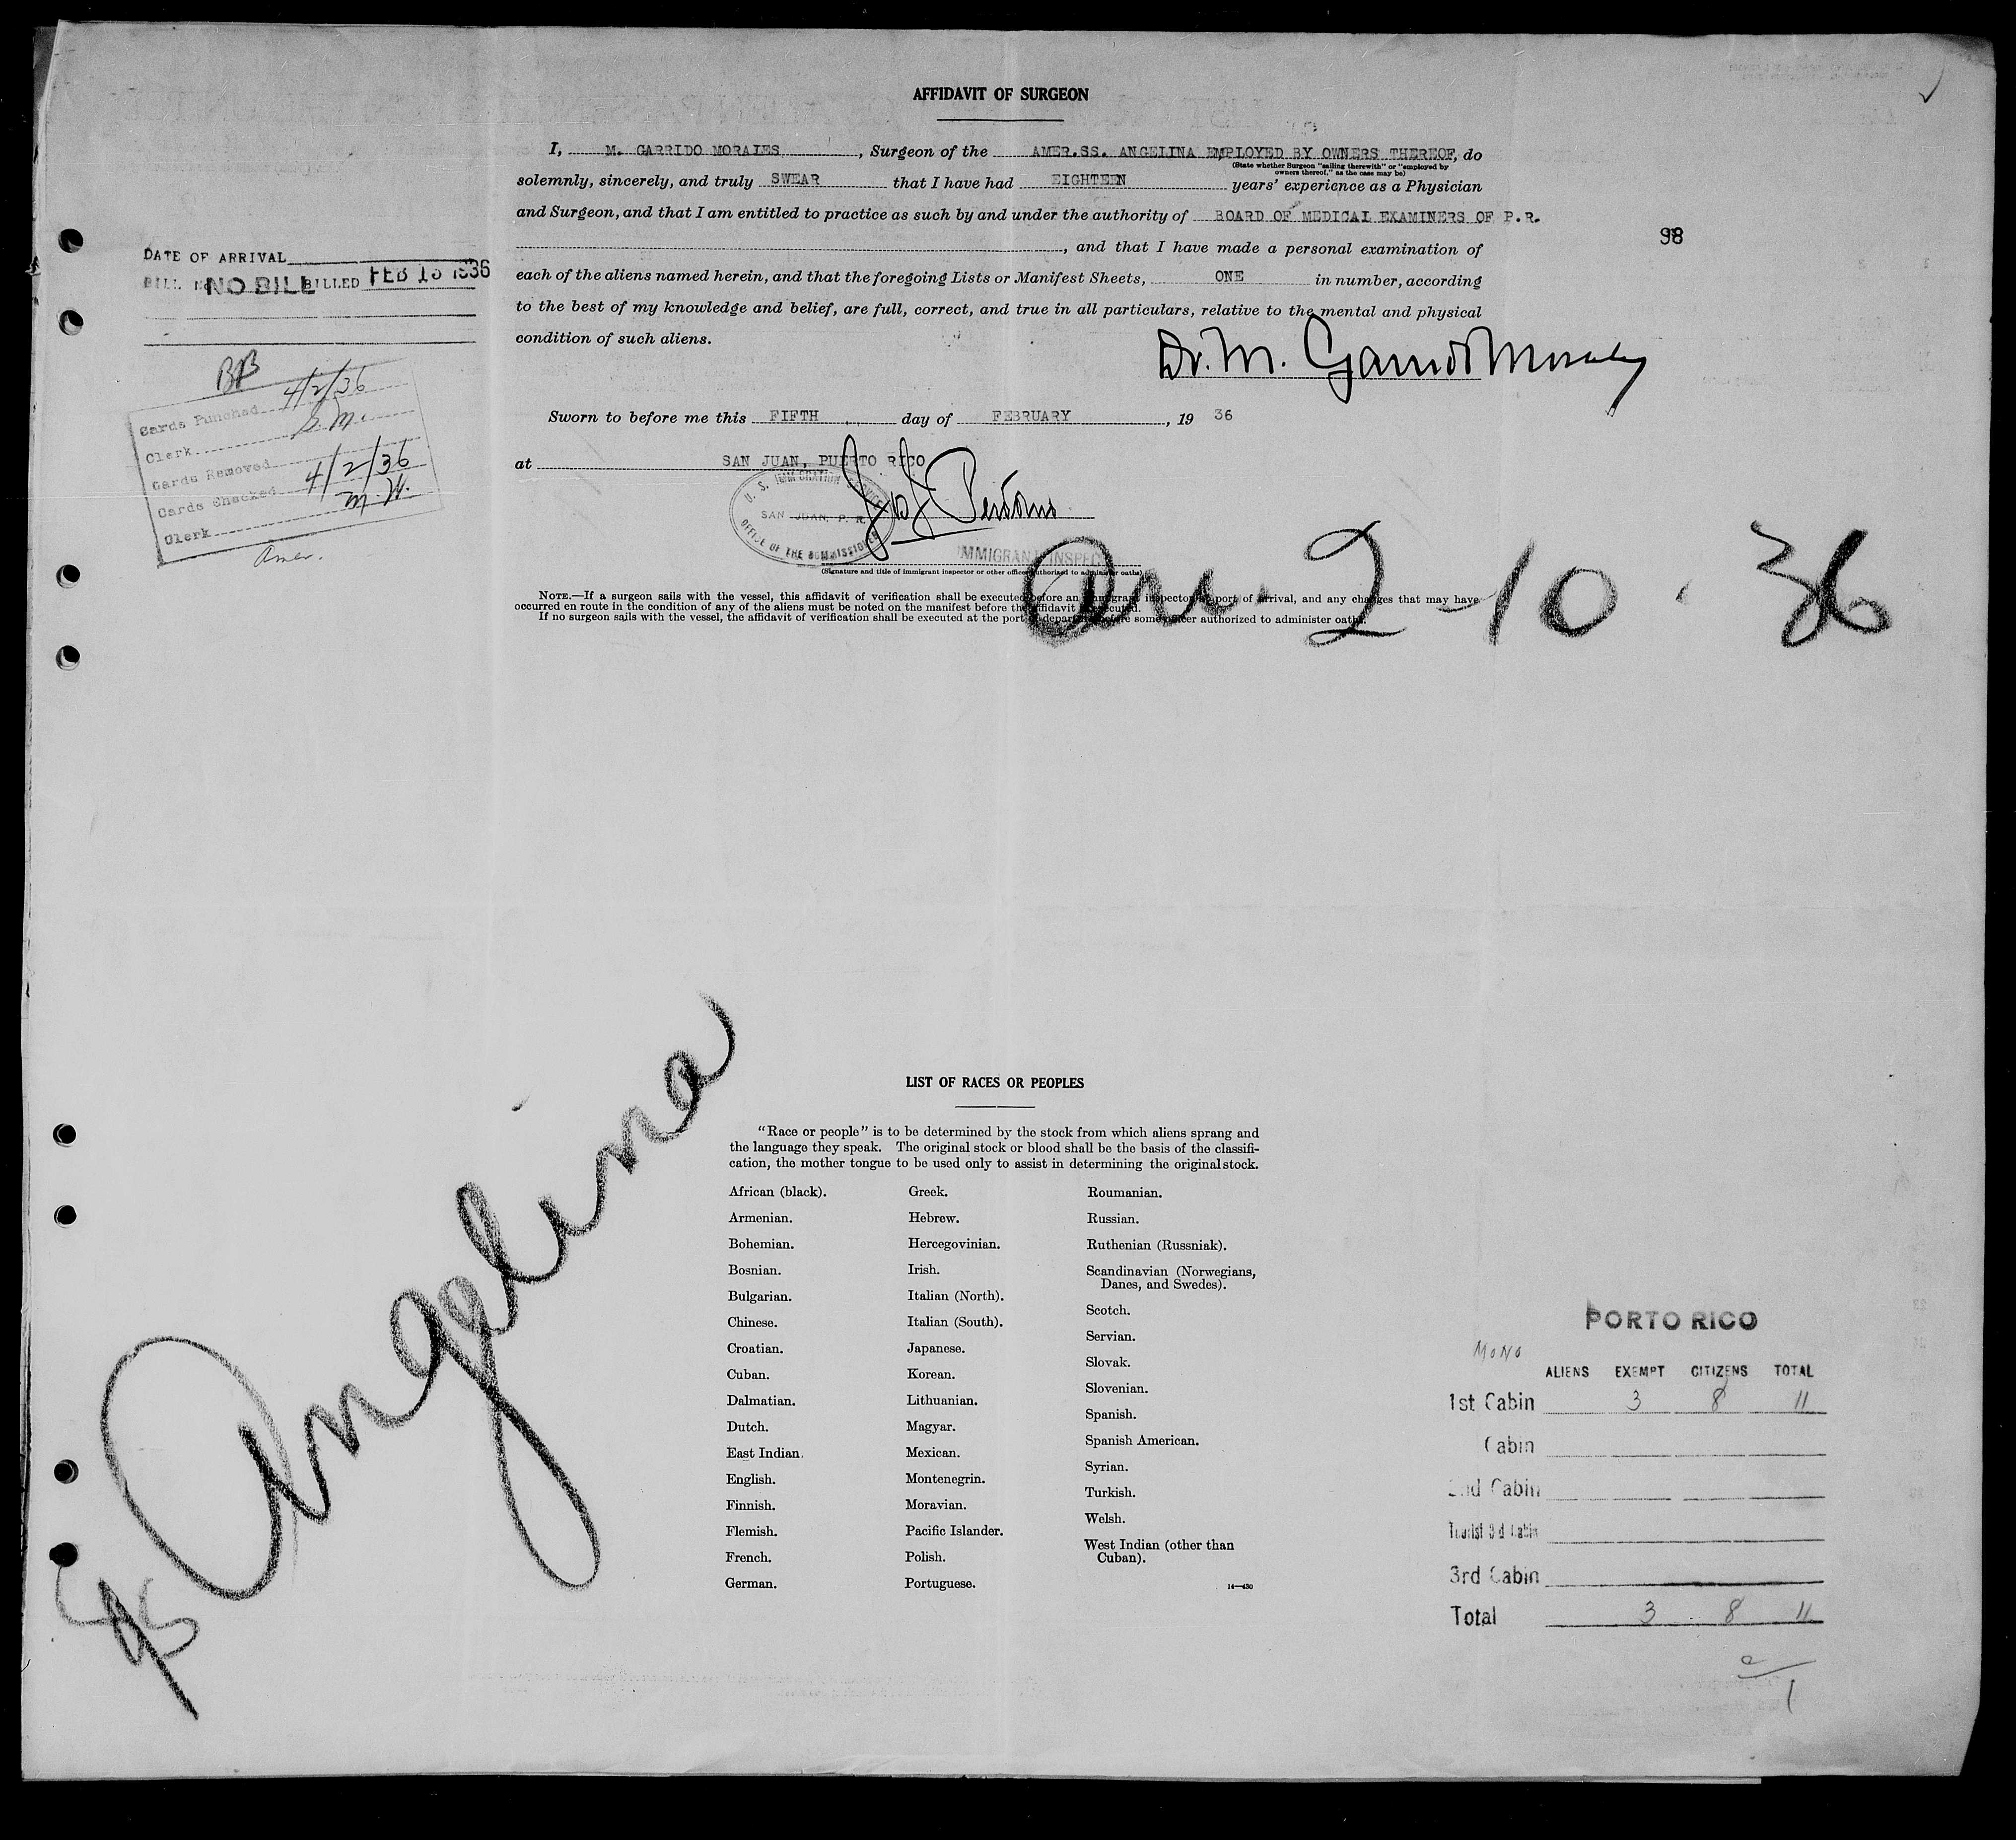 AFFIDAVIT OF SURGEON
I, M. GARRIDO MORALES, Surgeon of the AMER.SS. ANGELINA EMPLOYED BY OWNERS THEREOF, do
(State whether Surgeon "sailing therewith" or "employed by
owners thereof," as the case may be)
solemnly, sincerely, and truly SWEAR that I have had EIGHTEEN years' experience as a Physician
and Surgeon, and that I am entitled to practice as such by and under the authority of BOARD OF MEDICAL EXAMINERS OF P.R.
, and that I have made a personal examination of
98
each of the aliens named herein, and that the foregoing Lists or Manifest Sheets, ONE in number, according
to the best of my knowledge and belief, are full, correct, and true in all particulars, relative to the mental and physical
condition of such aliens.
Dr. M. Garrido Morales
DATE OF ARRIVAL
BILL No NO BILL BILLED FEB 13 1936
BB
Cards Punched 4/2/36
Clerk S M.
Cards Removed
Cards Checked 4/2/36
Clerk M.H.
Amer.
Sworn to before me this FIFTH day of FEBRUARY, 19 36
at SAN JUAN, PUERTO RICO
U. S. IMMIGRATION SERVICE
SAN JUAN, P. R.
OFFICE OF THE COMMISSIONER
IMMIGRANT INSPECTOR
(Signature and title of immigrant inspector or other officer authorized to administer oaths)
Arr. 2-10-36
NOTE.—If a surgeon sails with the vessel, this affidavit of verification shall be executed before an immigrant inspector at port of arrival, and any changes that may have
occurred en route in the condition of any of the aliens must be noted on the manifest before the affidavit is executed.
If no surgeon sails with the vessel, the affidavit of verification shall be executed at the port of departure before some officer authorized to administer oaths.
Angelina
LIST OF RACES OR PEOPLES
"Race or people" is to be determined by the stock from which aliens sprang and
the language they speak. The original stock or blood shall be the basis of the classifi-
cation, the mother tongue to be used only to assist in determining the original stock.
African (black).
Armenian.
Bohemian.
Bosnian.
Bulgarian.
Chinese.
Croatian.
Cuban.
Dalmatian.
Dutch.
East Indian.
English.
Finnish.
Flemish.
French.
German.
Greek.
Hebrew.
Hercegovinian.
Irish.
Italian (North).
Italian (South).
Japanese.
Korean.
Lithuanian.
Magyar.
Mexican.
Montenegrin.
Moravian.
Pacific Islander.
Polish.
Portuguese.
Roumanian.
Russian.
Ruthenian (Russniak).
Scandinavian (Norwegians,
Danes, and Swedes).
Scotch.
Servian.
Slovak.
Slovenian.
Spanish.
Spanish American.
Syrian.
Turkish.
Welsh.
West Indian (other than
Cuban).
14—430
PORTO RICO
MONO
ALIENS EXEMPT CITIZENS TOTAL
1st Cabin 3 8 11
Cabin
2nd Cabin
Tourist 3d Cabin
3rd Cabin
Total 3 8 11